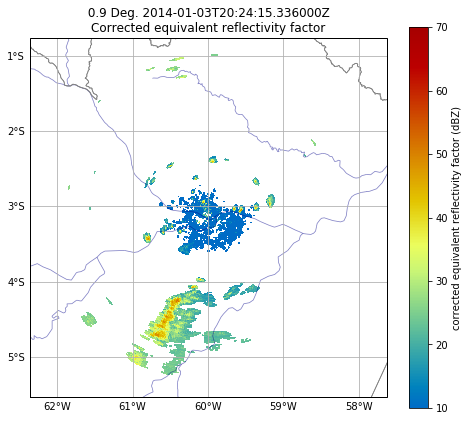 0.9 Deg. 2014-01-03T20:24:15.336000Z
Corrected equivalent reflectivity factor
1°S
2°S
3°S
4°S
5°S
62°W
61°W
60°W
59°W
58°W
70
60
50
40
30
20
10
corrected equivalent reflectivity factor (dBZ)